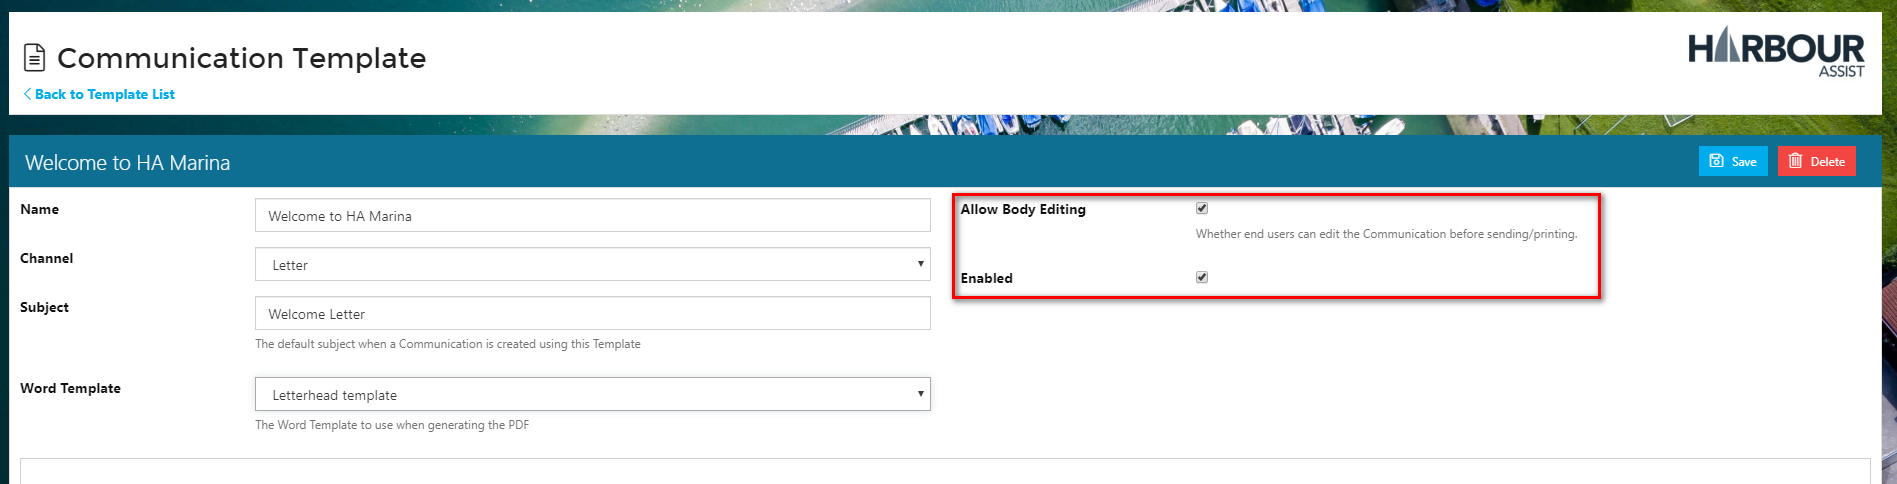 Communication Template
HARBOUR
ASSIST
Back to Template List
Welcome to HA Marina
Save
Delete
Name
Welcome to HA Marina
Allow Body Editing
Whether end users can edit the Communication before sending/printing.
Channel
Letter
Enabled
Subject
Welcome Letter
The default subject when a Communication is created using this Template
Word Template
Letterhead template
The Word Template to use when generating the PDF